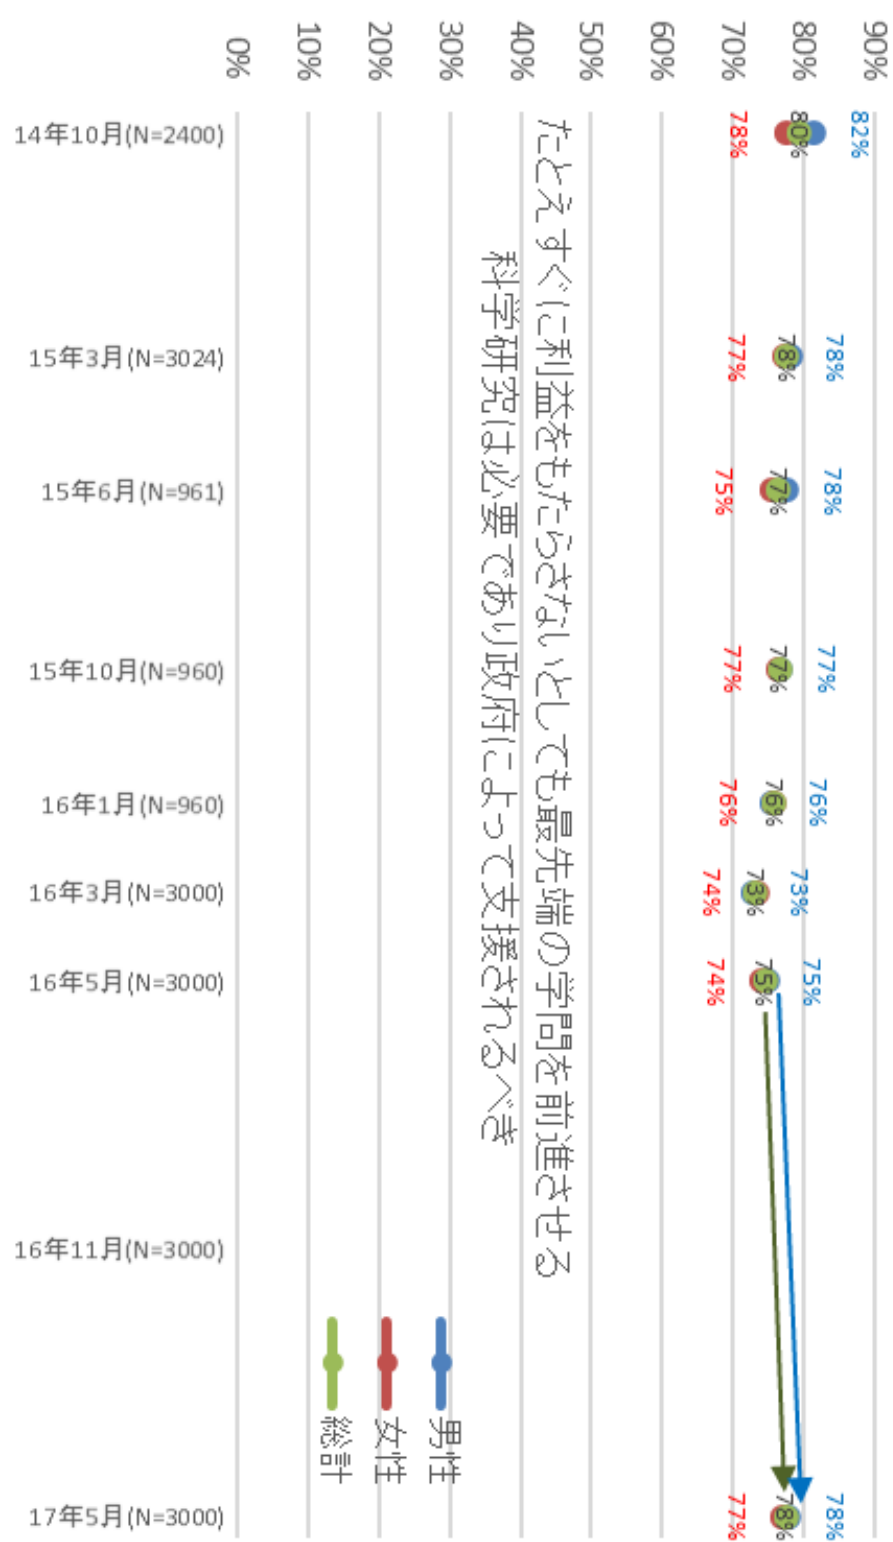 90%
80%
70%
60%
50%
40%
30%
20%
10%
0%
82%
80%
78%
78%
78%
77%
78%
77%
75%
77%
77%
77%
76%
76%
76%
73%
73%
74%
75%
75%
74%
78%
78%
77%
たとえすぐに利益をもたらさないとしても最先端の学問を前進させる
科学研究は必要であり政府によって支援されるべき
男性
女性
総計
14年10月(N=2400)
15年3月(N=3024)
15年6月(N=961)
15年10月(N=960)
16年1月(N=960)
16年3月(N=3000)
16年5月(N=3000)
16年11月(N=3000)
17年5月(N=3000)